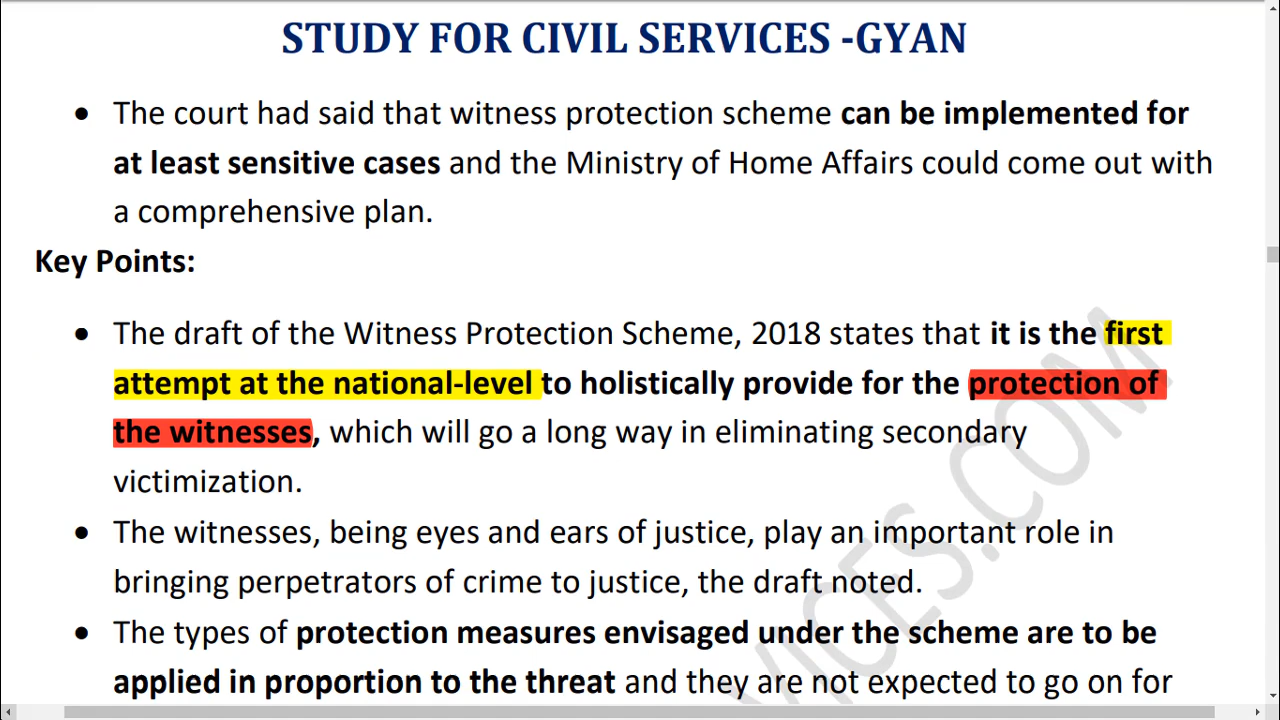 STUDY FOR CIVIL SERVICES -GYAN
• The court had said that witness protection scheme can be implemented for
at least sensitive cases and the Ministry of Home Affairs could come out with
a comprehensive plan.
Key Points:
• The draft of the Witness Protection Scheme, 2018 states that it is the first
attempt at the national-level to holistically provide for the protection of
the witnesses, which will go a long way in eliminating secondary
victimization.
• The witnesses, being eyes and ears of justice, play an important role in
bringing perpetrators of crime to justice, the draft noted.
• The types of protection measures envisaged under the scheme are to be
applied in proportion to the threat and they are not expected to go on for
VICES.COM